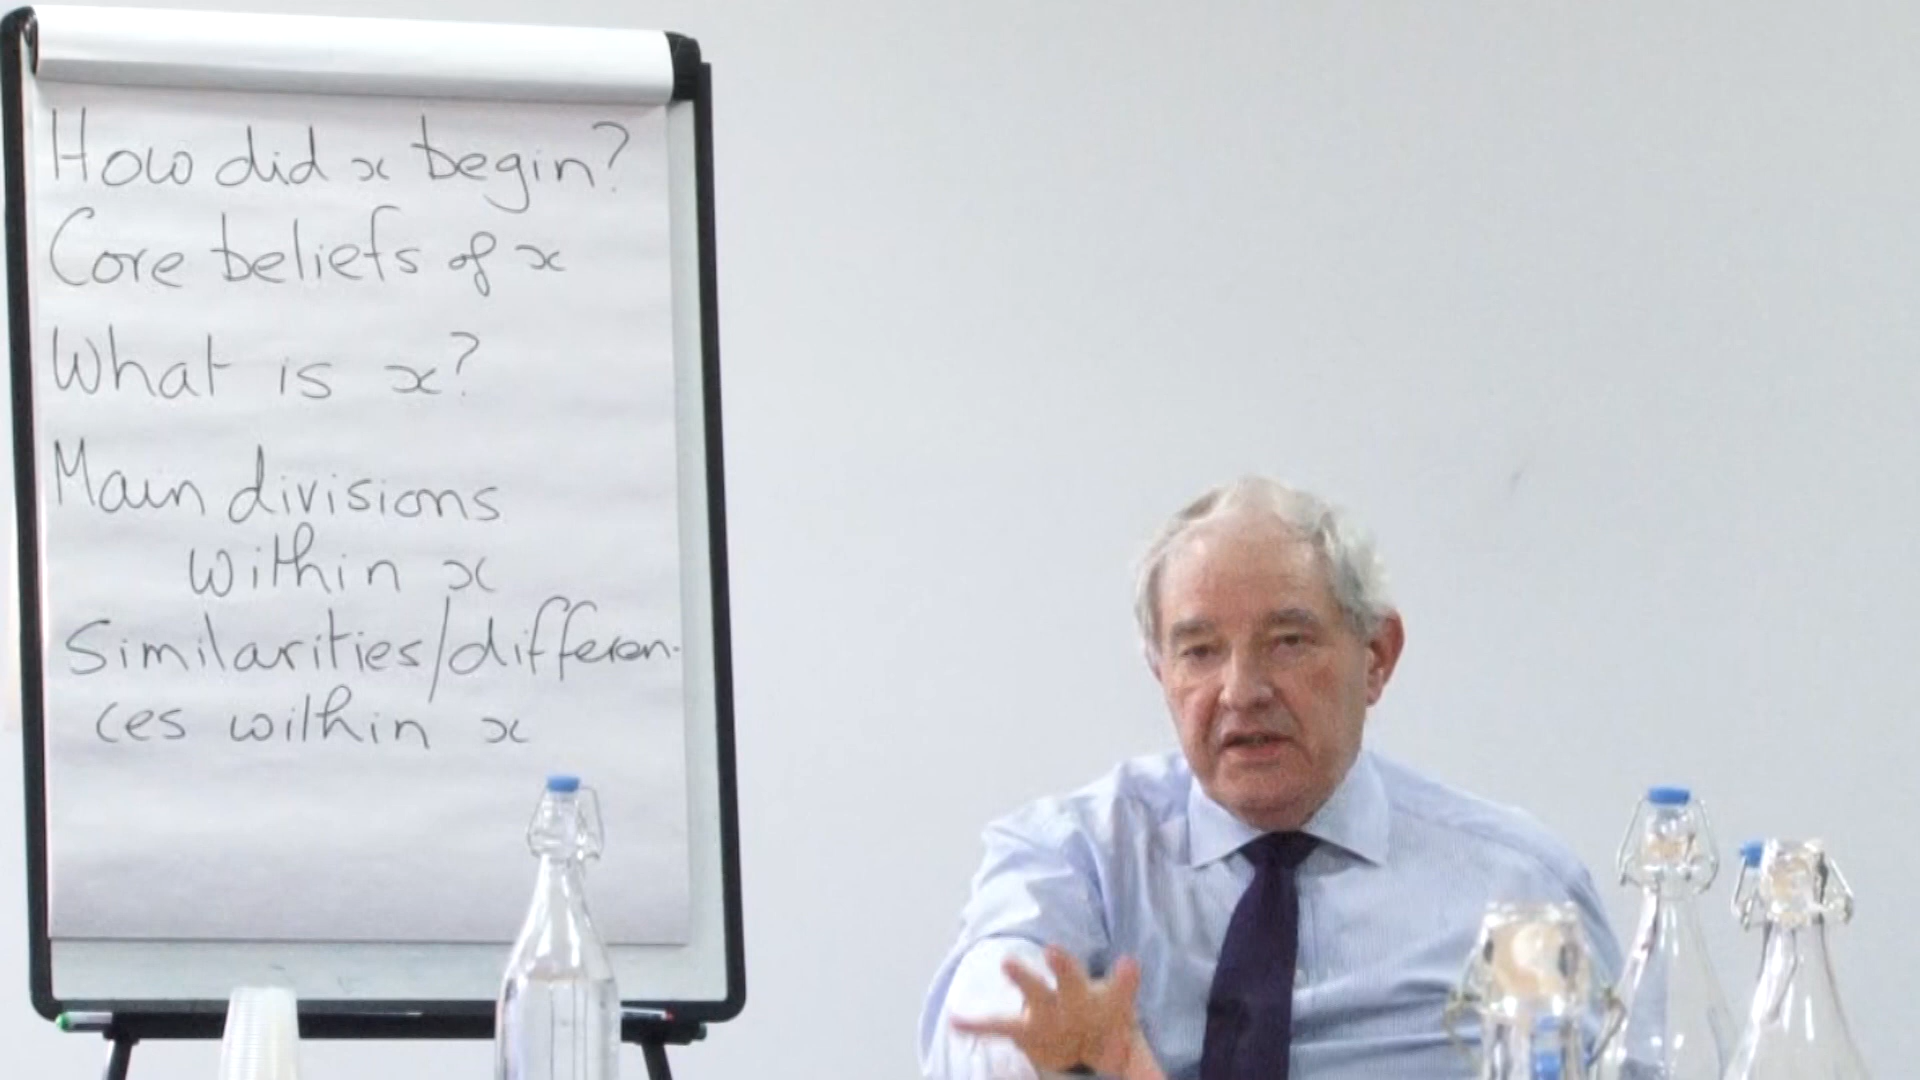 How did x begin?
Core beliefs of x
What is x?
Main divisions
within x
Similarities/differen-
ces within x